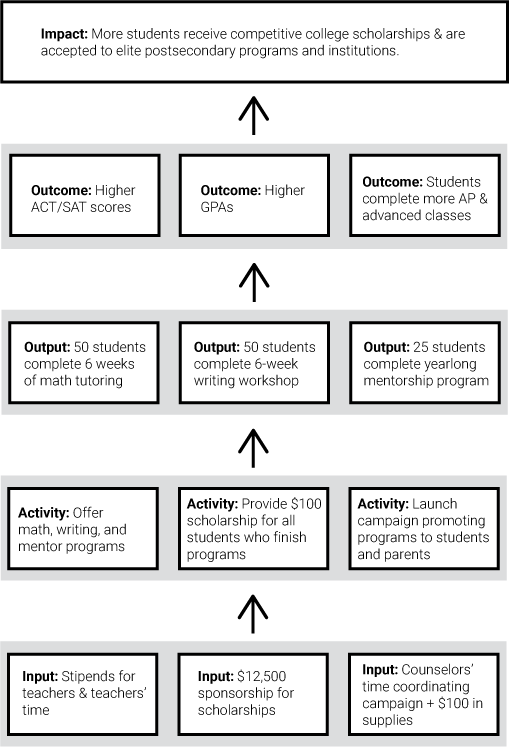 Impact: More students receive competitive college scholarships & are
accepted to elite postsecondary programs and institutions.
Outcome: Higher
ACT/SAT scores
Outcome: Higher
GPAs
Outcome: Students
complete more AP &
advanced classes
Output: 50 students
complete 6 weeks
of math tutoring
Output: 50 students
complete 6-week
writing workshop
Output: 25 students
complete yearlong
mentorship program
Activity: Offer
math, writing, and
mentor programs
Activity: Provide $100
scholarship for all
students who finish
programs
Activity: Launch
campaign promoting
programs to students
and parents
Input: Stipends for
teachers & teachers’
time
Input: $12,500
sponsorship for
scholarships
Input: Counselors’
time coordinating
campaign + $100 in
supplies